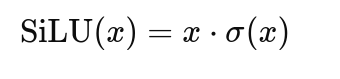 SiLU(x) = x · σ(x)